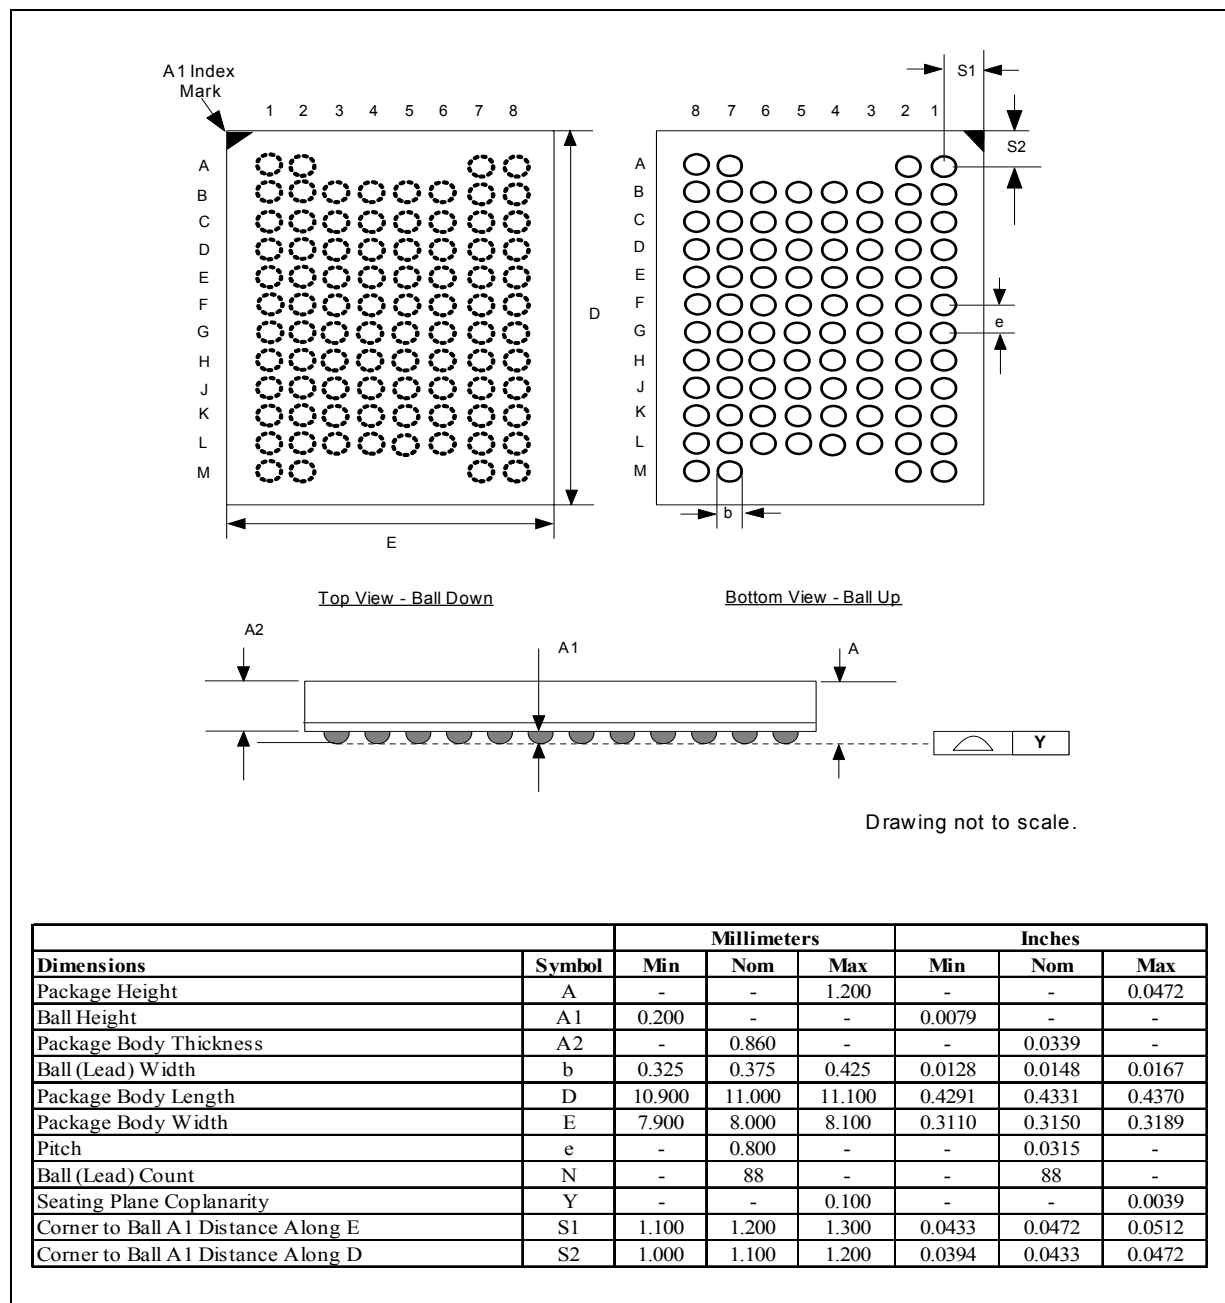 A1 Index
Mark
S1
1 2 3 4 5 6 7 8
8 7 6 5 4 3 2 1
S2
A
B
C
D
E
F
G
H
J
K
L
M
D
E
A
B
C
D
E
F
G
H
J
K
L
M
e
b
Top View - Ball Down
Bottom View - Ball Up
A2
A1
A
Y
Drawing not to scale.
Millimeters Inches
Dimensions Symbol Min Nom Max Min Nom Max
Package Height A - - 1.200 - - 0.0472
Ball Height A1 0.200 - - 0.0079 - -
Package Body Thickness A2 - 0.860 - - 0.0339 -
Ball (Lead) Width b 0.325 0.375 0.425 0.0128 0.0148 0.0167
Package Body Length D 10.900 11.000 11.100 0.4291 0.4331 0.4370
Package Body Width E 7.900 8.000 8.100 0.3110 0.3150 0.3189
Pitch e - 0.800 - - 0.0315 -
Ball (Lead) Count N - 88 - - 88 -
Seating Plane Coplanarity Y - - 0.100 - - 0.0039
Corner to Ball A1 Distance Along E S1 1.100 1.200 1.300 0.0433 0.0472 0.0512
Corner to Ball A1 Distance Along D S2 1.000 1.100 1.200 0.0394 0.0433 0.0472